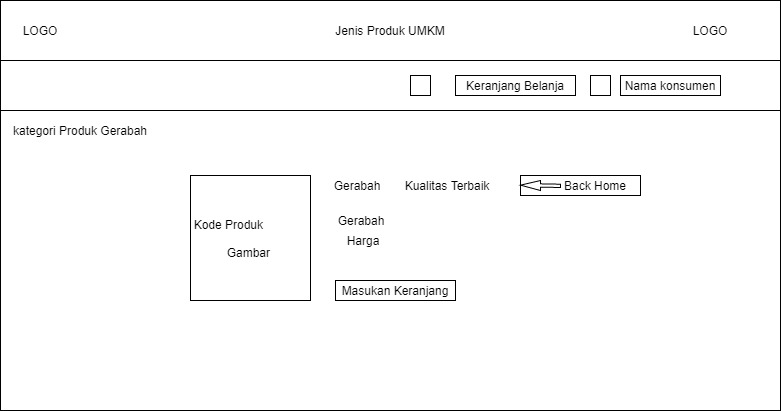 LOGO
Jenis Produk UMKM
LOGO
Keranjang Belanja
Nama konsumen
kategori Produk Gerabah
Gerabah
Kualitas Terbaik
Back Home
Kode Produk
Gambar
Gerabah
Harga
Masukan Keranjang